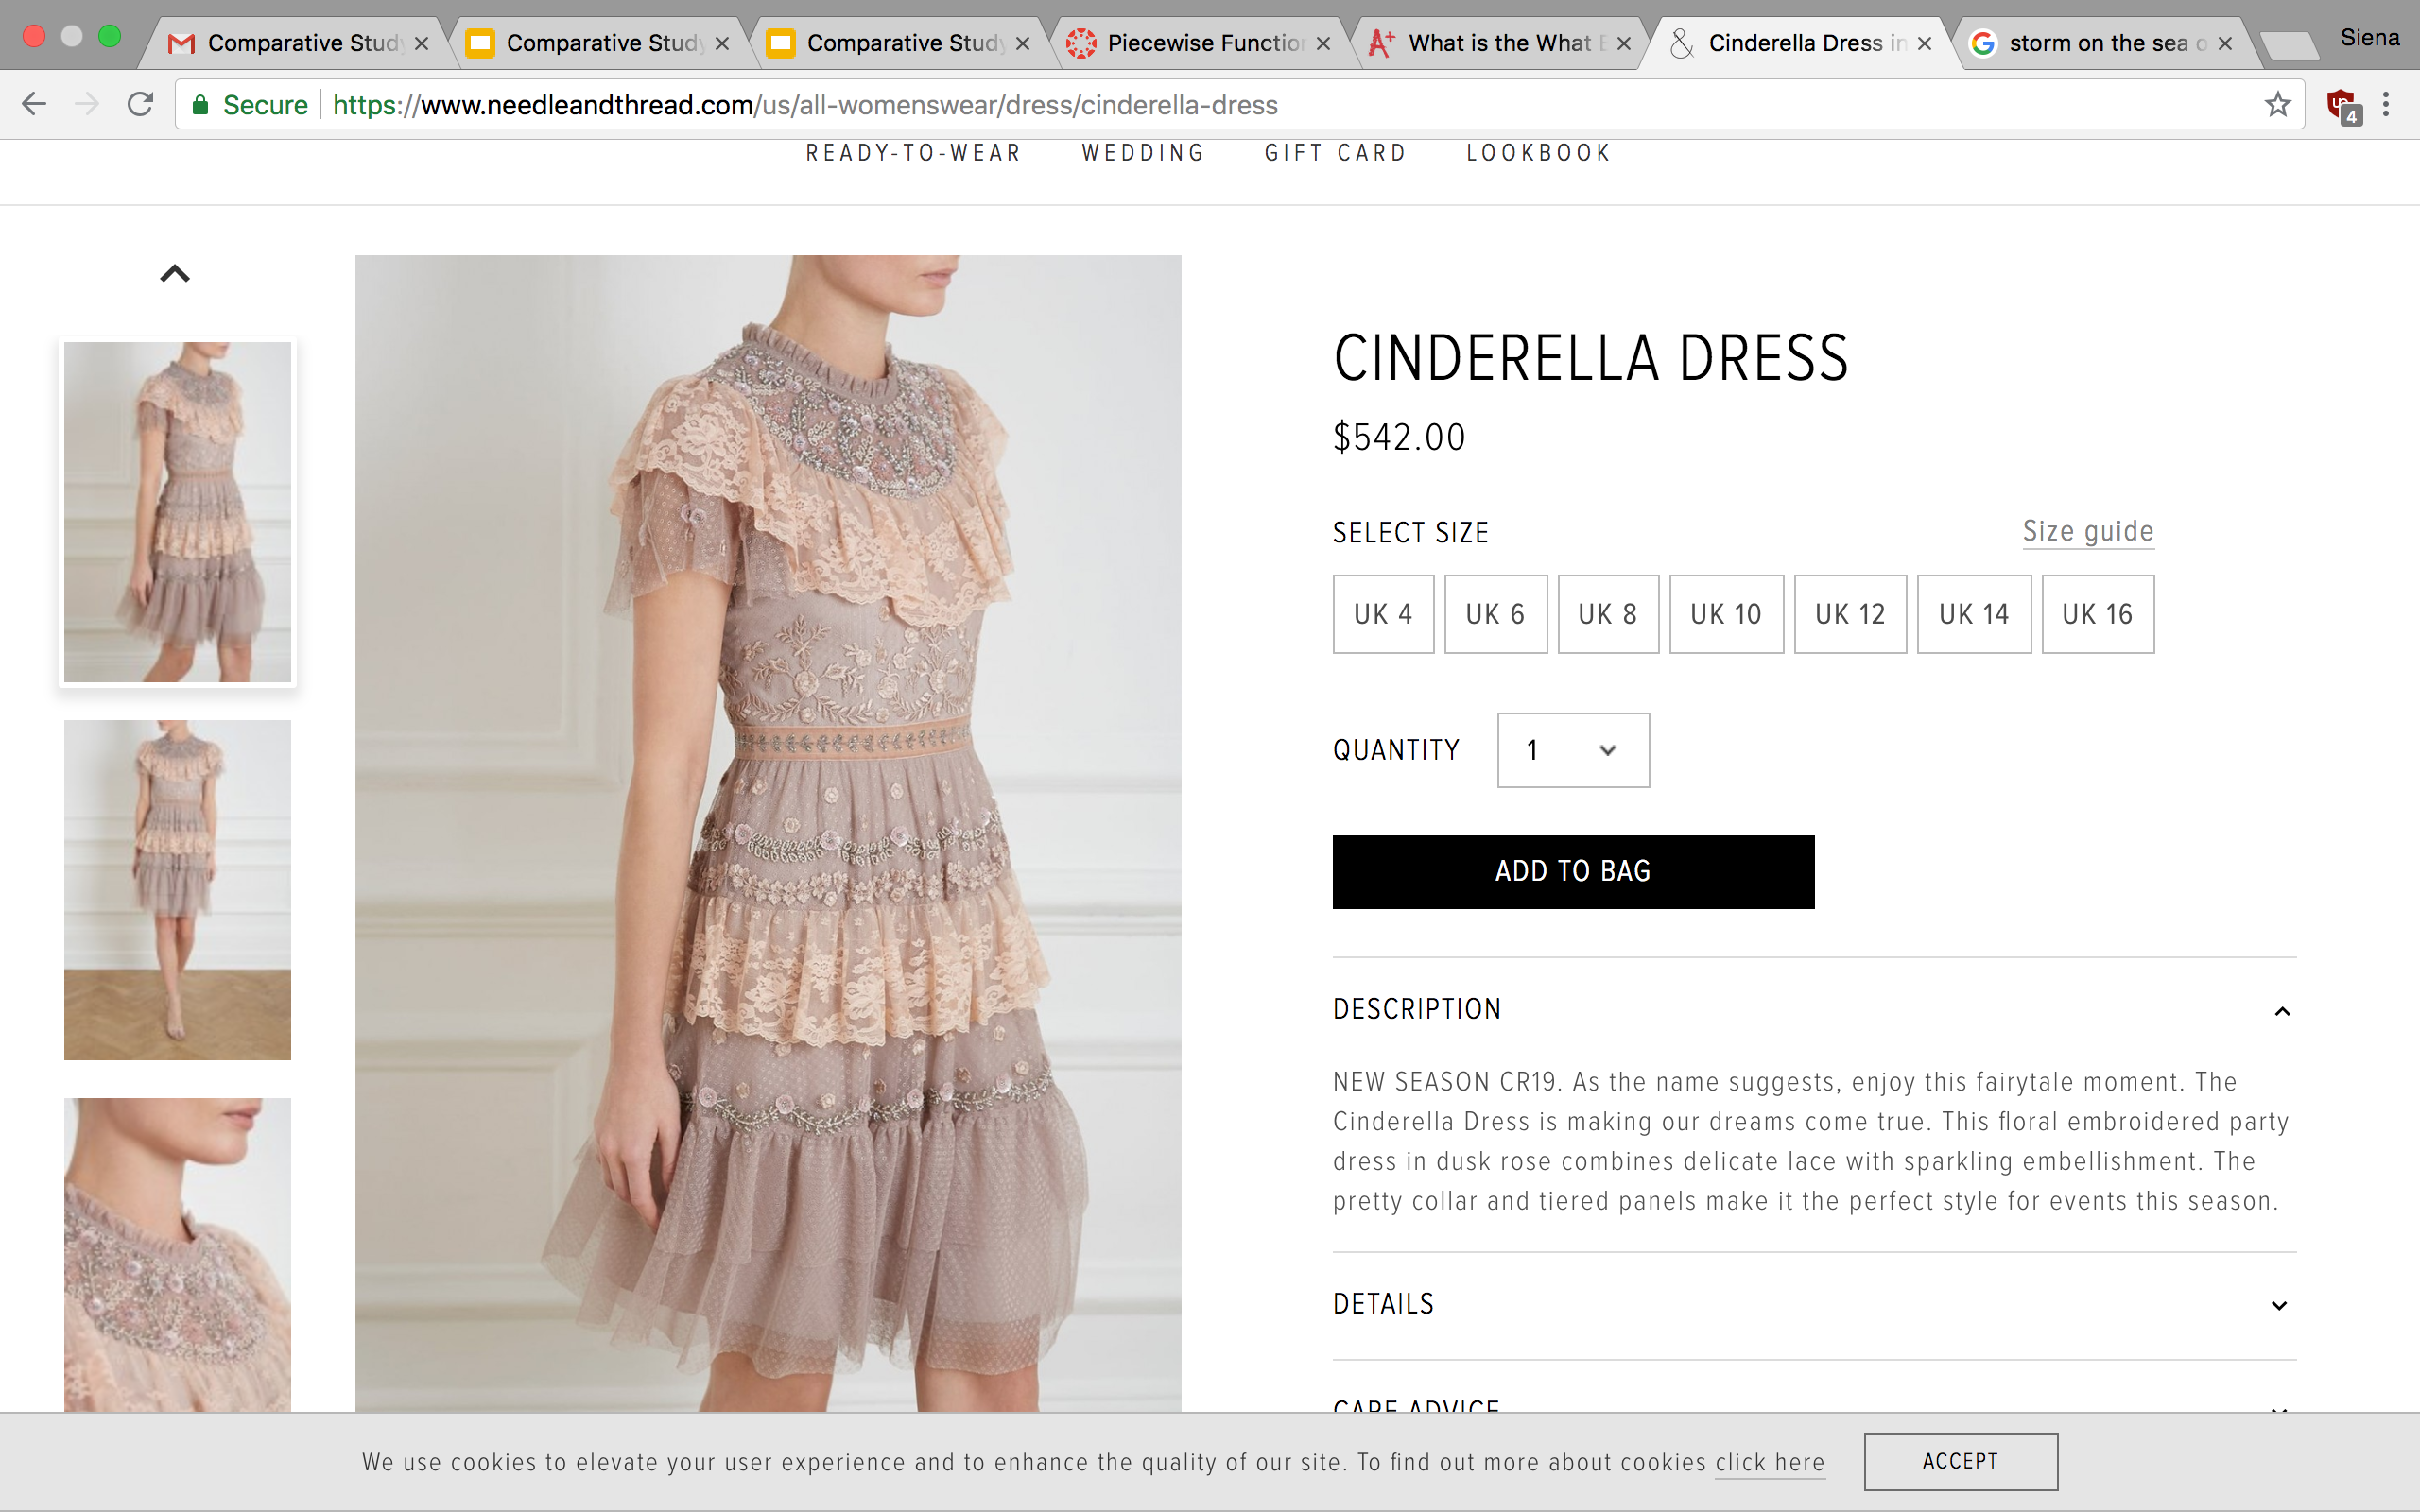 Comparative Study
Comparative Study
Comparative Study
Piecewise Function
What is the What
Cinderella Dress in
storm on the sea
Siena
Secure
https://www.needleandthread.com/us/all-womenswear/dress/cinderella-dress
4
READY-TO-WEAR WEDDING GIFT CARD LOOKBOOK
CINDERELLA DRESS
$542.00
SELECT SIZE
Size guide
UK 4 UK 6 UK 8 UK 10 UK 12 UK 14 UK 16
QUANTITY 1
ADD TO BAG
DESCRIPTION
NEW SEASON CR19. As the name suggests, enjoy this fairytale moment. The
Cinderella Dress is making our dreams come true. This floral embroidered party
dress in dusk rose combines delicate lace with sparkling embellishment. The
pretty collar and tiered panels make it the perfect style for events this season.
DETAILS
CARE ADVICE
We use cookies to elevate your user experience and to enhance the quality of our site. To find out more about cookies click here
ACCEPT